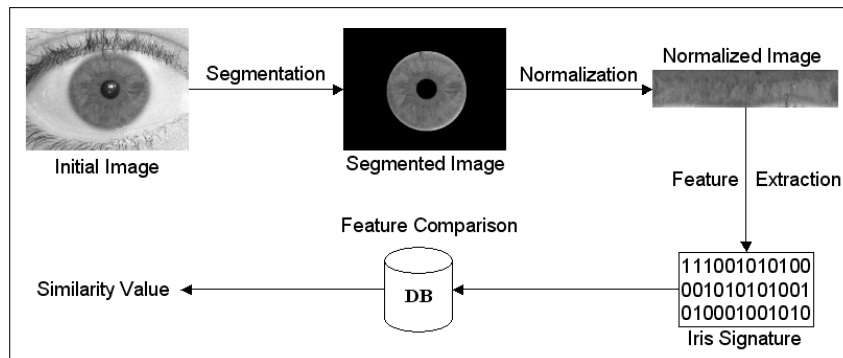 Segmentation
Normalization
Normalized Image
Initial Image
Segmented Image
Feature Extraction
Feature Comparison
111001010100
001010101001
010001001010
Iris Signature
DB
Similarity Value